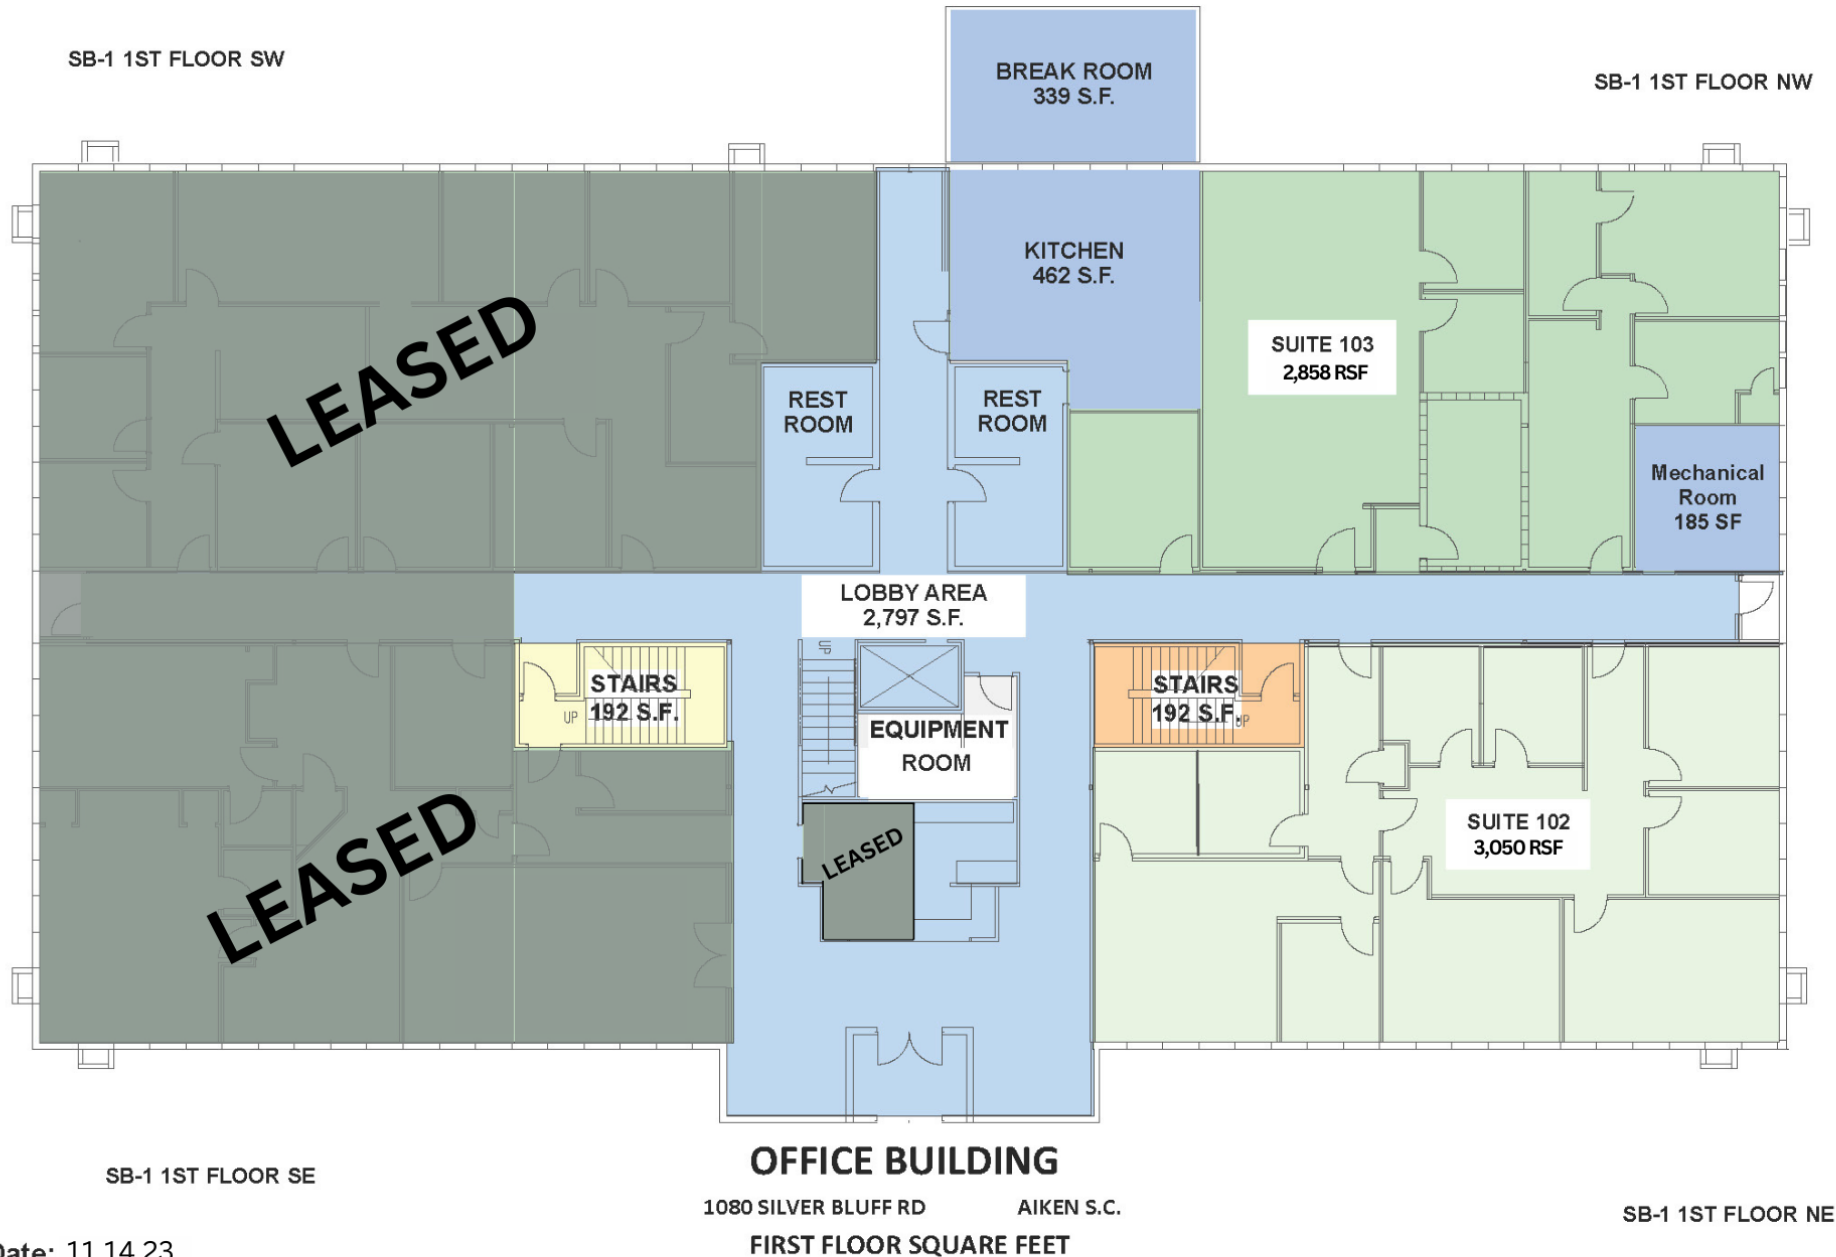 SB-1 1ST FLOOR SW
BREAK ROOM
339 S.F.
SB-1 1ST FLOOR NW
KITCHEN
462 S.F.
LEASED
SUITE 103
2,858 RSF
REST
ROOM
REST
ROOM
Mechanical
Room
185 SF
LOBBY AREA
2,797 S.F.
UP
STAIRS
192 S.F.
UP
STAIRS
192 S.F.
UP
EQUIPMENT
ROOM
LEASED
LEASED
SUITE 102
3,050 RSF
OFFICE BUILDING
SB-1 1ST FLOOR SE
1080 SILVER BLUFF RD AIKEN S.C.
SB-1 1ST FLOOR NE
Date: 11.14.23
FIRST FLOOR SQUARE FEET